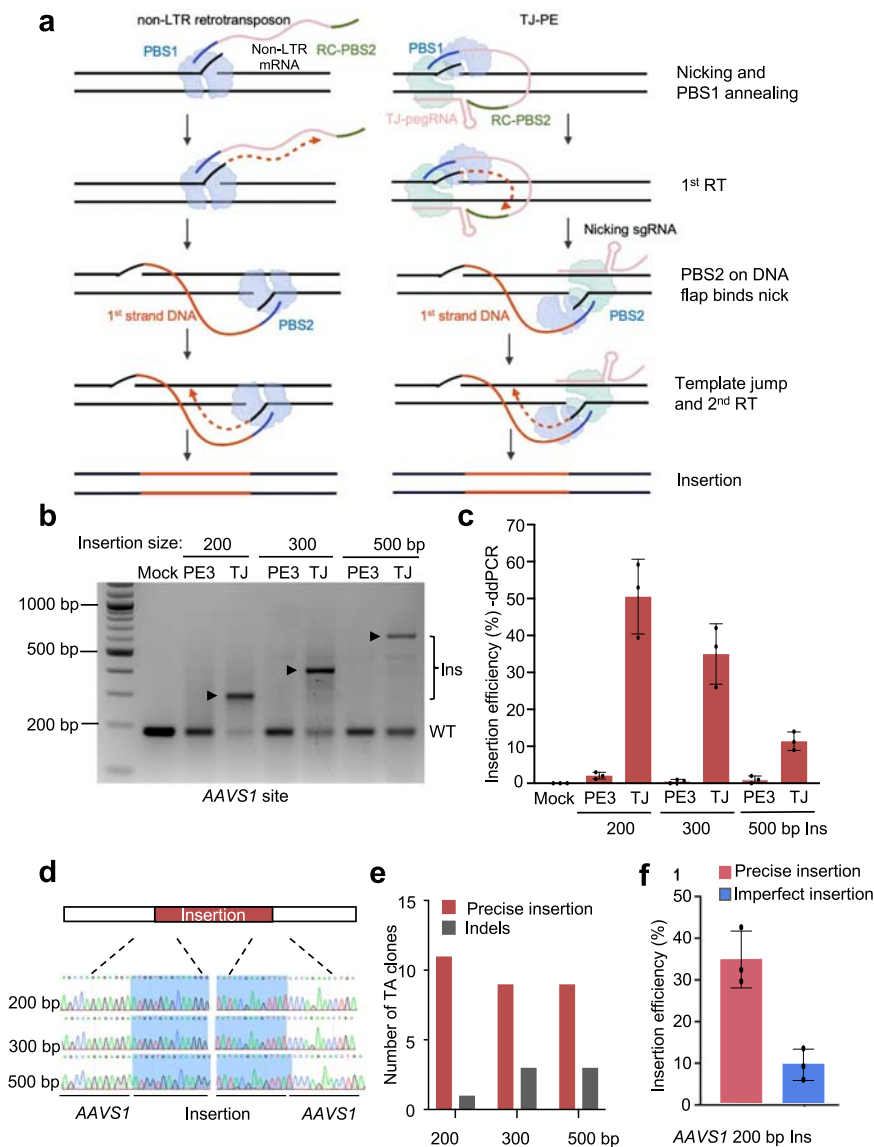 a
non-LTR retrotransposon
TJ-PE
PBS1
Non-LTR
mRNA
RC-PBS2
PBS1
TJ-pegRNA
RC-PBS2
Nicking and
PBS1 annealing
1st RT
Nicking sgRNA
1st strand DNA
PBS2
1st strand DNA
PBS2
PBS2 on DNA
flap binds nick
Template jump
and 2nd RT
Insertion
b
Insertion size: 200 300 500 bp
Mock PE3 TJ PE3 TJ PE3 TJ
1000 bp
500 bp
200 bp
Ins
WT
AAVS1 site
c
Insertion efficiency (%) -ddPCR
70
60
50
40
30
20
10
0
Mock PE3 TJ PE3 TJ PE3 TJ
200 300 500 bp Ins
d
Insertion
200 bp
300 bp
500 bp
AAVS1 Insertion AAVS1
e
Precise insertion
Indels
Number of TA clones
15
10
5
0
200 300 500 bp
f
1
Precise insertion
Imperfect insertion
Insertion efficiency (%)
50
40
30
20
10
0
AAVS1 200 bp Ins